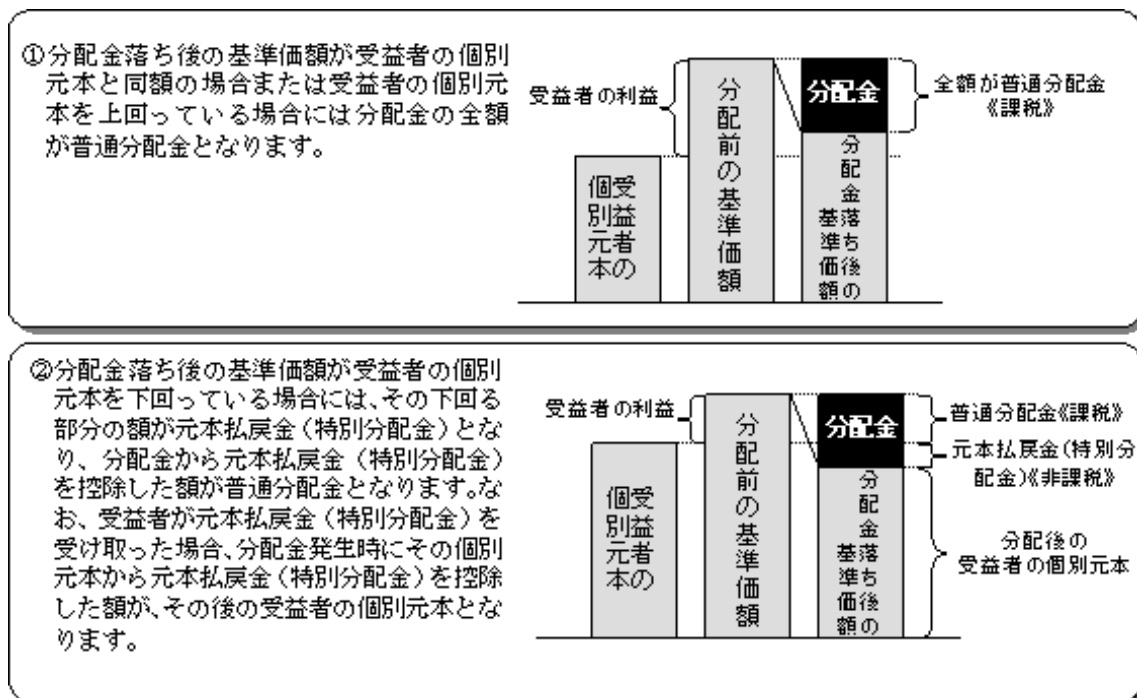 ①分配金落ち後の基準価額が受益者の個別
元本と同額の場合または受益者の個別元
本を上回っている場合には分配金の全額
が普通分配金となります。
受益者の利益
受益者の
個別元本
分配前の基準価額
分配金
分配金落ち後の
基準価額
全額が普通分配金
《課税》
②分配金落ち後の基準価額が受益者の個別
元本を下回っている場合には、その下回る
部分の額が元本払戻金(特別分配金)とな
り、分配金から元本払戻金(特別分配金)
を控除した額が普通分配金となります。な
お、受益者が元本払戻金(特別分配金)を
受け取った場合、分配金発生時にその個別
元本から元本払戻金(特別分配金)を控除
した額が、その後の受益者の個別元本とな
ります。
受益者の利益
受益者の
個別元本
分配前の基準価額
分配金
分配金落ち後の
基準価額
普通分配金《課税》
元本払戻金(特別分
配金)《非課税》
分配後の
受益者の個別元本